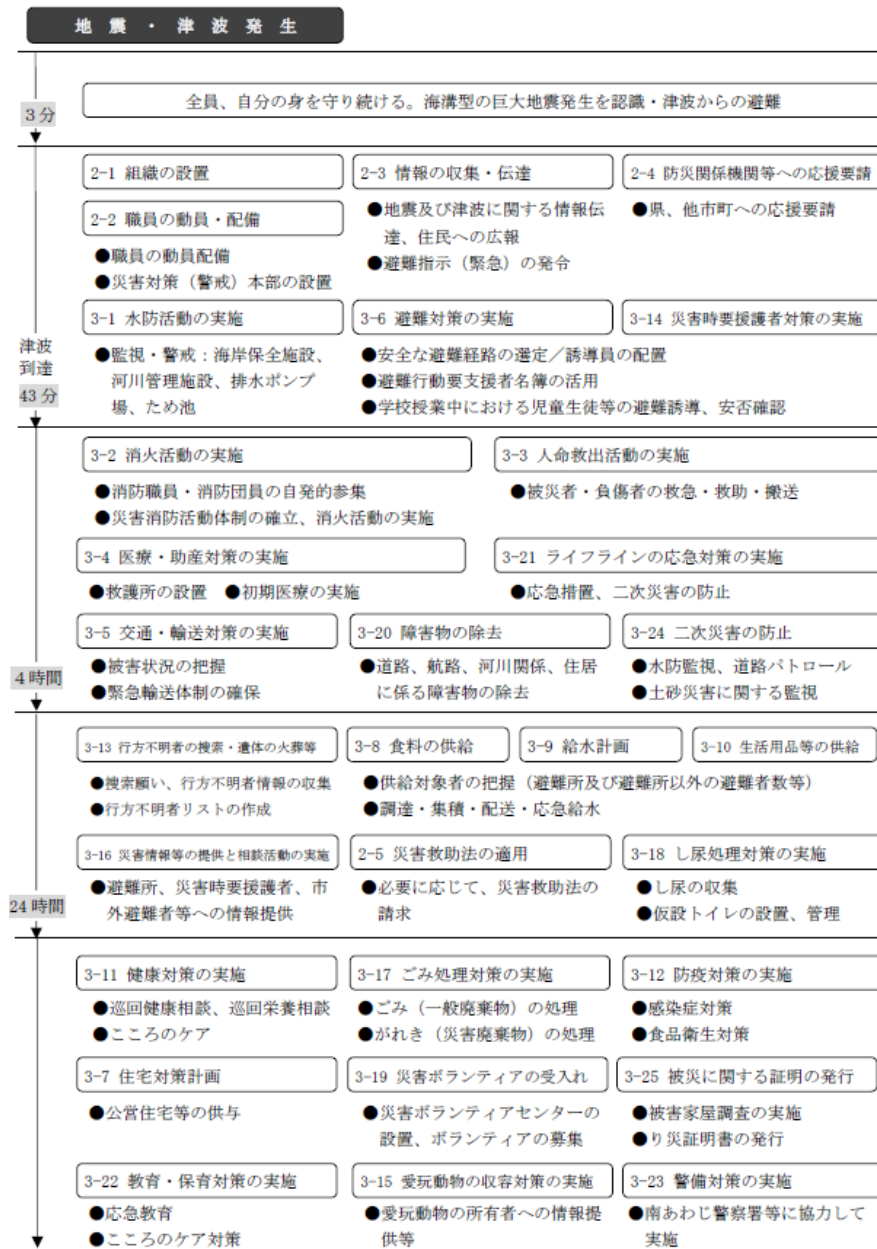 地震・津波発生
3分
全員、自分の身を守り続ける。海溝型の巨大地震発生を認識・津波からの避難
2-1 組織の設置
2-3 情報の収集・伝達
2-4 防災関係機関等への応援要請
2-2 職員の動員・配備
●地震及び津波に関する情報伝
達、住民への広報
●避難指示（緊急）の発令
●県、他市町への応援要請
●職員の動員配備
●災害対策（警戒）本部の設置
3-1 水防活動の実施
3-6 避難対策の実施
3-14 災害時要援護者対策の実施
津波
到達
43分
●監視・警戒：海岸保全施設、
河川管理施設、排水ポンプ
場、ため池
●安全な避難経路の選定／誘導員の配置
●避難行動要支援者名簿の活用
●学校授業中における児童生徒等の避難誘導、安否確認
3-2 消火活動の実施
3-3 人命救出活動の実施
●消防職員・消防団員の自発的参集
●災害消防活動体制の確立、消火活動の実施
●被災者・負傷者の救急・救助・搬送
3-4 医療・助産対策の実施
3-21 ライフラインの応急対策の実施
●救護所の設置 ●初期医療の実施
●応急措置、二次災害の防止
3-5 交通・輸送対策の実施
3-20 障害物の除去
3-24 二次災害の防止
4時間
●被害状況の把握
●緊急輸送体制の確保
●道路、航路、河川関係、住居
に係る障害物の除去
●水防監視、道路パトロール
●土砂災害に関する監視
3-13 行方不明者の捜索・遺体の火葬等
3-8 食料の供給
3-9 給水計画
3-10 生活用品等の供給
●捜索願い、行方不明者情報の収集
●行方不明者リストの作成
●供給対象者の把握（避難所及び避難所以外の避難者数等）
●調達・集積・配送・応急給水
3-16 災害情報等の提供と相談活動の実施
2-5 災害救助法の適用
3-18 し尿処理対策の実施
24時間
●避難所、災害時要援護者、市
外避難者等への情報提供
●必要に応じて、災害救助法の
請求
●し尿の収集
●仮設トイレの設置、管理
3-11 健康対策の実施
3-17 ごみ処理対策の実施
3-12 防疫対策の実施
●巡回健康相談、巡回栄養相談
●こころのケア
●ごみ（一般廃棄物）の処理
●がれき（災害廃棄物）の処理
●感染症対策
●食品衛生対策
3-7 住宅対策計画
3-19 災害ボランティアの受入れ
3-25 被災に関する証明の発行
●公営住宅等の供与
●災害ボランティアセンターの
設置、ボランティアの募集
●被害家屋調査の実施
●り災証明書の発行
3-22 教育・保育対策の実施
3-15 愛玩動物の収容対策の実施
3-23 警備対策の実施
●応急教育
●こころのケア対策
●愛玩動物の所有者への情報提
供等
●南あわじ警察署等に協力して
実施